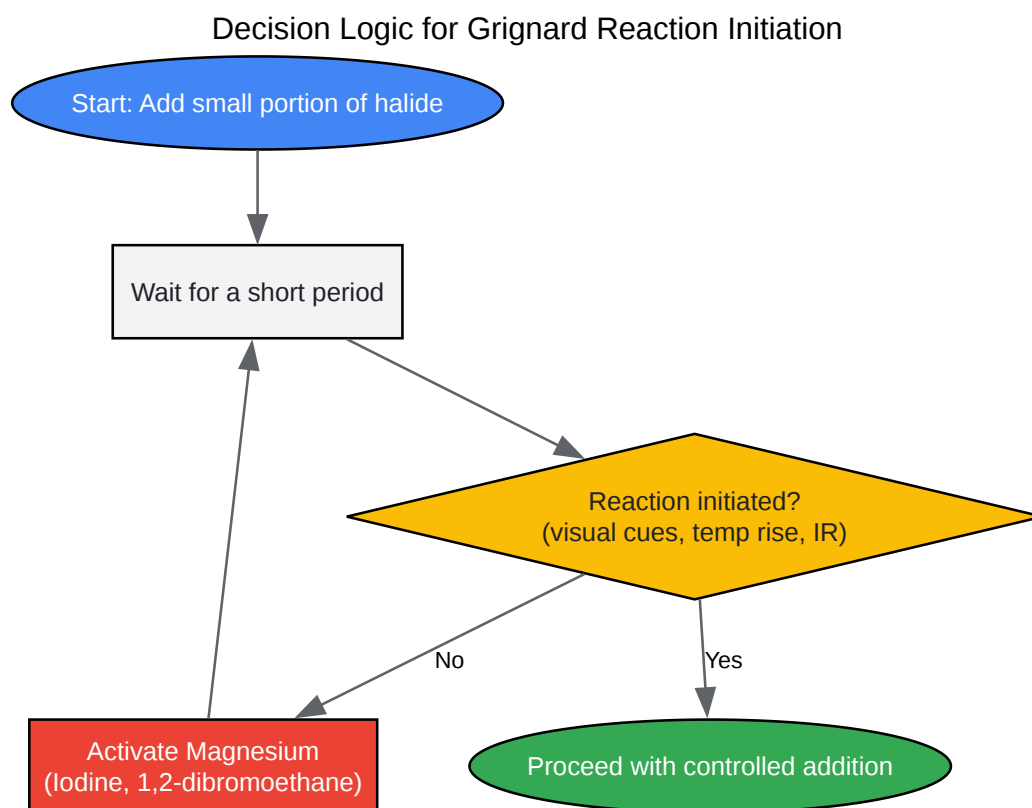 Decision Logic for Grignard Reaction Initiation
Start: Add small portion of halide
Wait for a short period
Reaction initiated?
(visual cues, temp rise, IR)
No
Yes
Activate Magnesium
(Iodine, 1,2-dibromoethane)
Proceed with controlled addition